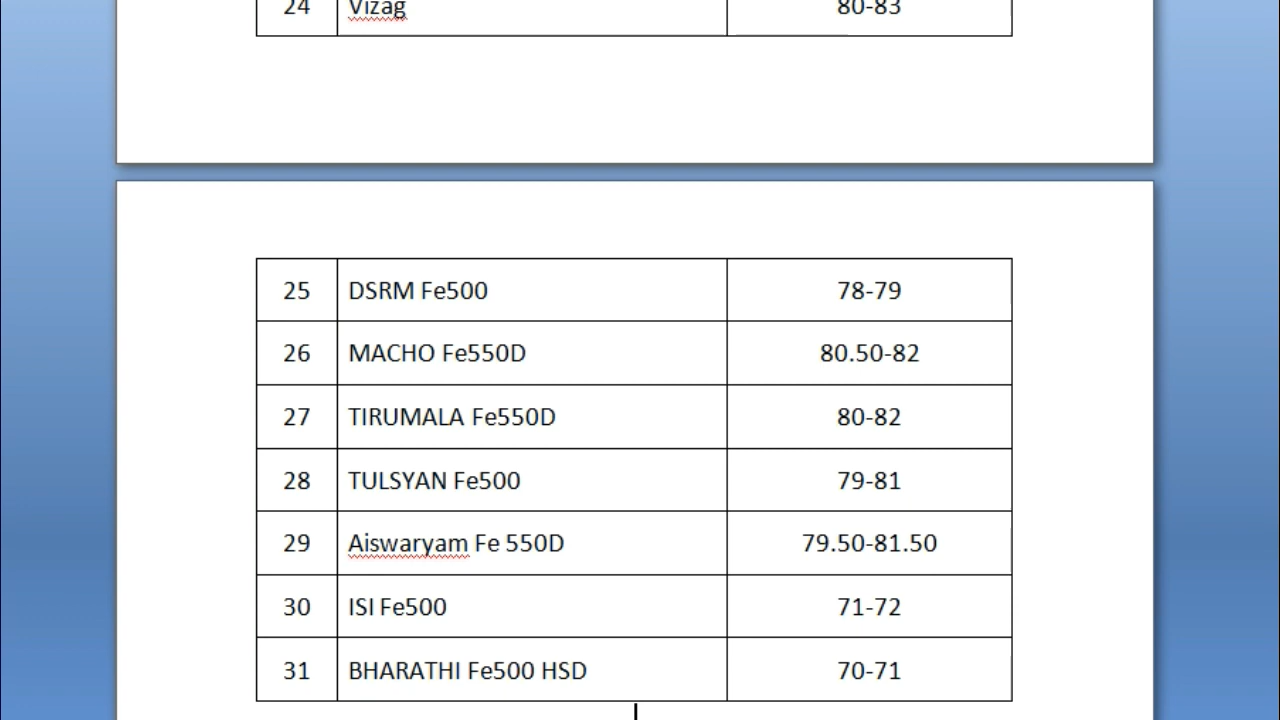 24 Vizag 80-83
25 DSRM Fe500 78-79
26 MACHO Fe550D 80.50-82
27 TIRUMALA Fe550D 80-82
28 TULSYAN Fe500 79-81
29 Aiswaryam Fe 550D 79.50-81.50
30 ISI Fe500 71-72
31 BHARATHI Fe500 HSD 70-71